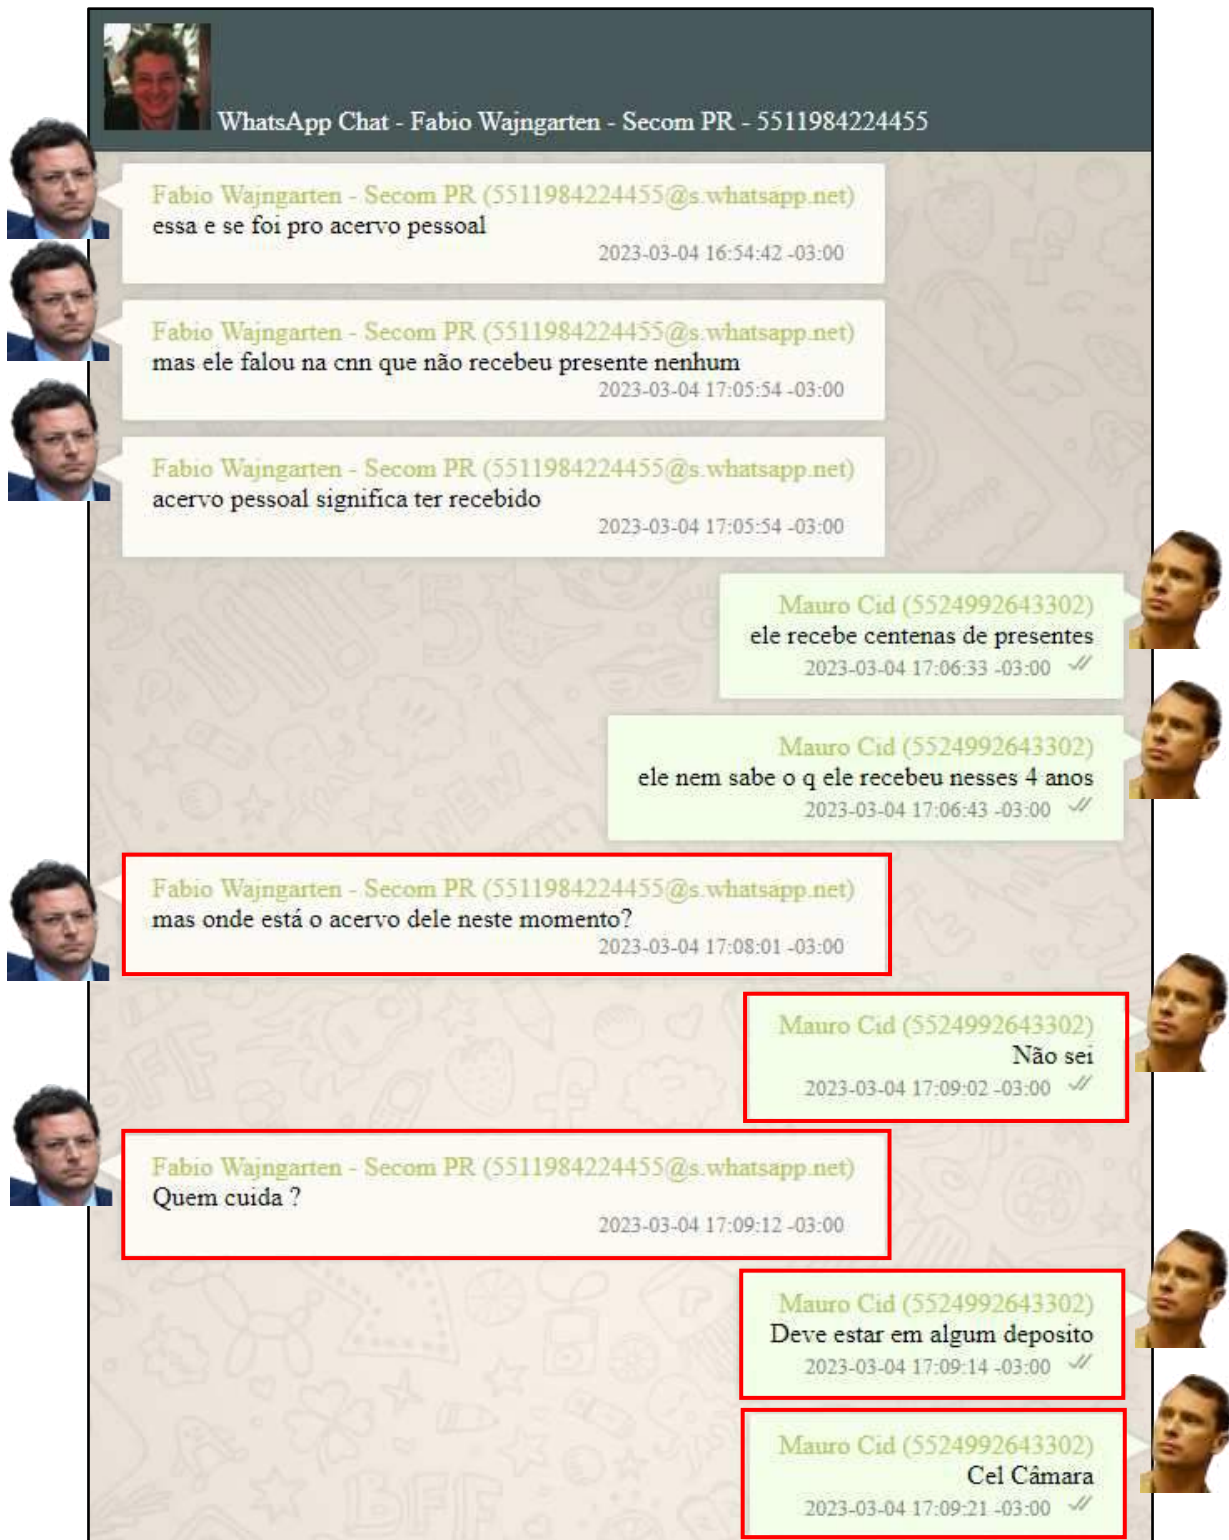 WhatsApp Chat - Fabio Wajngarten - Secom PR - 5511984224455
Fabio Wajngarten - Secom PR (5511984224455@s.whatsapp.net)
essa e se foi pro acervo pessoal
2023-03-04 16:54:42 -03:00
Fabio Wajngarten - Secom PR (5511984224455@s.whatsapp.net)
mas ele falou na cnn que não recebeu presente nenhum
2023-03-04 17:05:54 -03:00
Fabio Wajngarten - Secom PR (5511984224455@s.whatsapp.net)
acervo pessoal significa ter recebido
2023-03-04 17:05:54 -03:00
Mauro Cid (5524992643302)
ele recebe centenas de presentes
2023-03-04 17:06:33 -03:00
Mauro Cid (5524992643302)
ele nem sabe o q ele recebeu nesses 4 anos
2023-03-04 17:06:43 -03:00
Fabio Wajngarten - Secom PR (5511984224455@s.whatsapp.net)
mas onde está o acervo dele neste momento?
2023-03-04 17:08:01 -03:00
Mauro Cid (5524992643302)
Não sei
2023-03-04 17:09:02 -03:00
Fabio Wajngarten - Secom PR (5511984224455@s.whatsapp.net)
Quem cuida ?
2023-03-04 17:09:12 -03:00
Mauro Cid (5524992643302)
Deve estar em algum deposito
2023-03-04 17:09:14 -03:00
Mauro Cid (5524992643302)
Cel Câmara
2023-03-04 17:09:21 -03:00